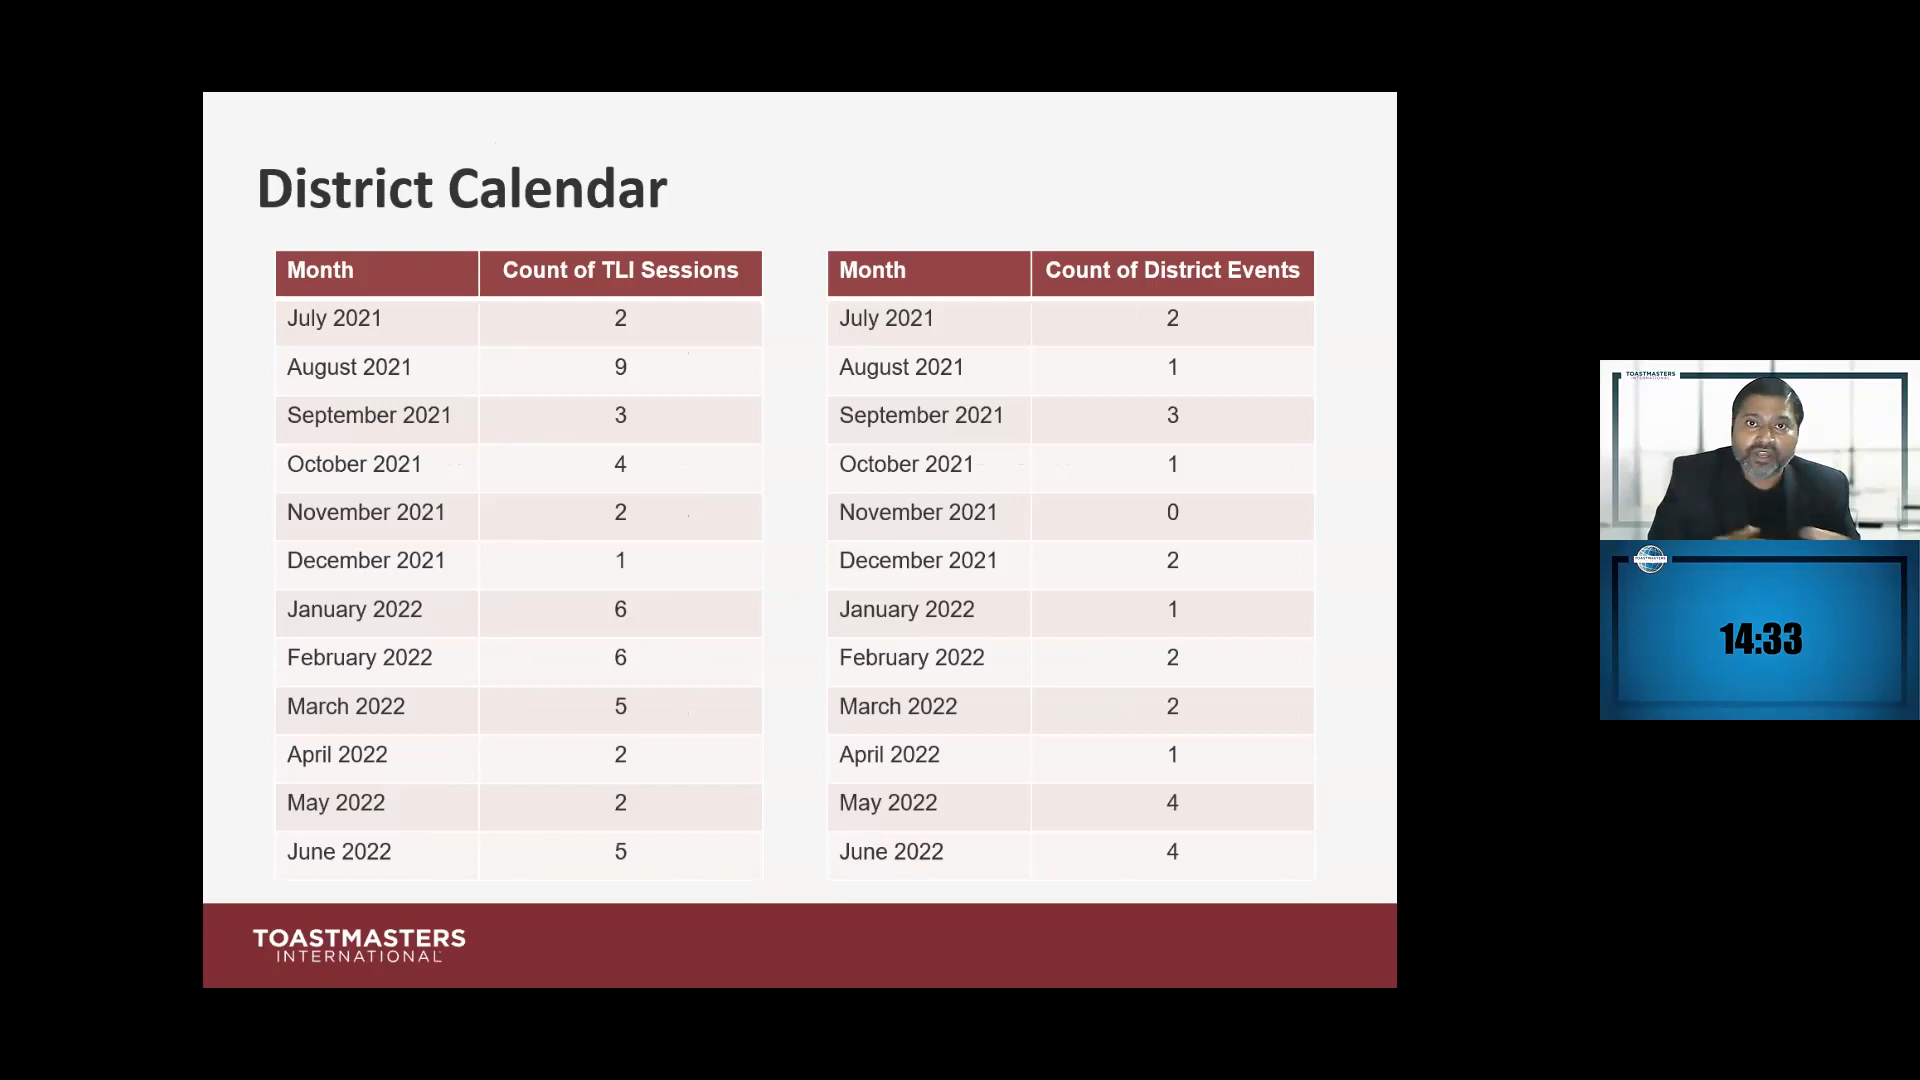 District Calendar
Month Count of TLI Sessions
July 2021 2
August 2021 9
September 2021 3
October 2021 4
November 2021 2
December 2021 1
January 2022 6
February 2022 6
March 2022 5
April 2022 2
May 2022 2
June 2022 5
Month Count of District Events
July 2021 2
August 2021 1
September 2021 3
October 2021 1
November 2021 0
December 2021 2
January 2022 1
February 2022 2
March 2022 2
April 2022 1
May 2022 4
June 2022 4
TOASTMASTERS
INTERNATIONAL
TOASTMASTERS
INTERNATIONAL
TOASTMASTERS
14:33